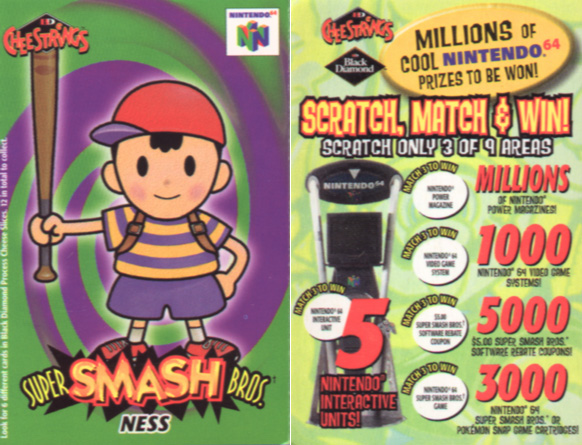 CHEESTRINGS
NINTENDO 64
N
Look for 6 different cards in Black Diamond Process Cheese Slices. 12 in total to collect.
SUPER SMASH BROS.
NESS
CHEESTRINGS
Black
Diamond
MILLIONS OF
COOL NINTENDO 64
PRIZES TO BE WON!
SCRATCH, MATCH & WIN!
SCRATCH ONLY 3 OF 9 AREAS
NINTENDO 64
MATCH 3 TO WIN
NINTENDO®
POWER
MAGAZINE
MILLIONS
OF NINTENDO®
POWER MAGAZINES!
MATCH 3 TO WIN
NINTENDO® 64
VIDEO GAME
SYSTEM
1000
NINTENDO® 64 VIDEO GAME
SYSTEMS!
MATCH 3 TO WIN
NINTENDO® 64
INTERACTIVE
UNIT
5
NINTENDO®
INTERACTIVE
UNITS!
MATCH 3 TO WIN
$5.00
SUPER SMASH BROS.
SOFTWARE REBATE
COUPON
5000
$5.00 SUPER SMASH BROS.
SOFTWARE REBATE COUPONS!
MATCH 3 TO WIN
NINTENDO® 64
SUPER SMASH BROS.
GAME
3000
NINTENDO® 64
SUPER SMASH BROS. OR
POKÉMON SNAP GAME CARTRIDGES!